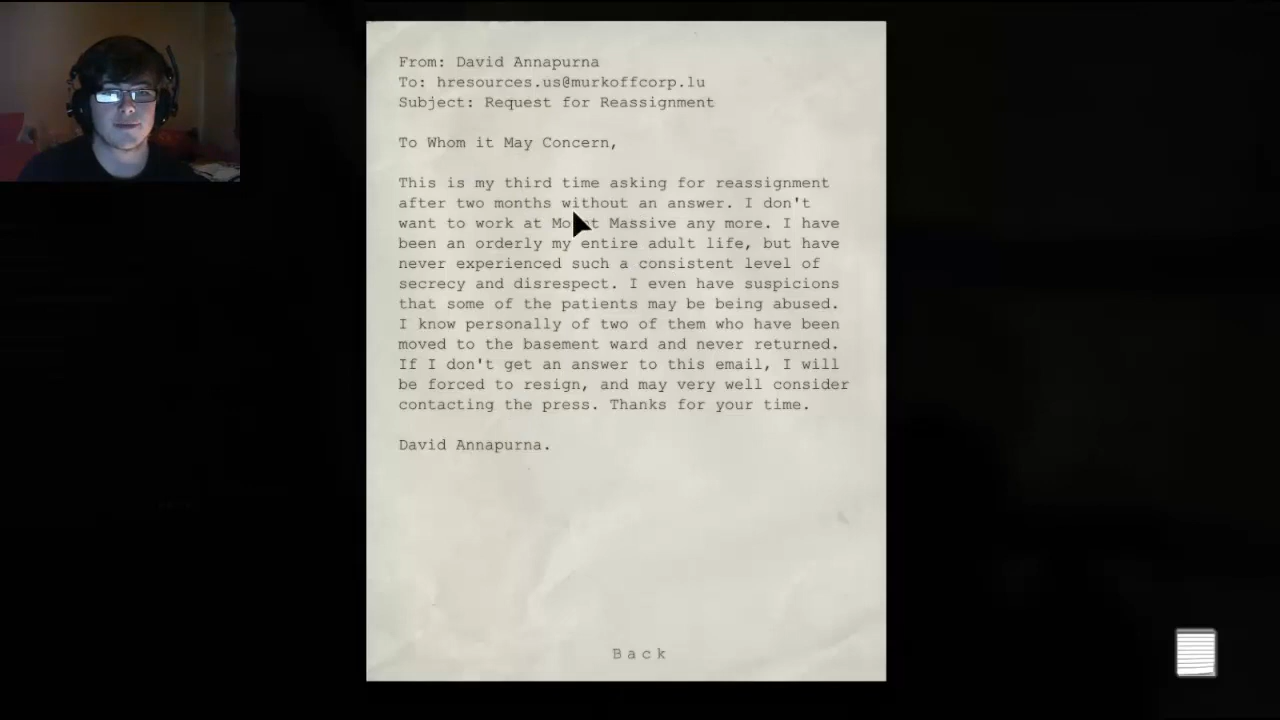 From: David Annapurna
To: hresources.us@murkoffcorp.lu
Subject: Request for Reassignment
To Whom it May Concern,
This is my third time asking for reassignment
after two months without an answer. I don't
want to work at Mount Massive any more. I have
been an orderly my entire adult life, but have
never experienced such a consistent level of
secrecy and disrespect. I even have suspicions
that some of the patients may be being abused.
I know personally of two of them who have been
moved to the basement ward and never returned.
If I don't get an answer to this email, I will
be forced to resign, and may very well consider
contacting the press. Thanks for your time.
David Annapurna.
Back